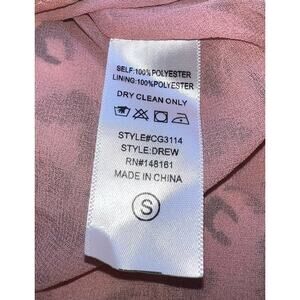 SELF:100%POLYESTER
LINING:100%POLYESTER
DRY CLEAN ONLY
STYLE#CG3114
STYLE:DREW
RN#148161
MADE IN CHINA
S